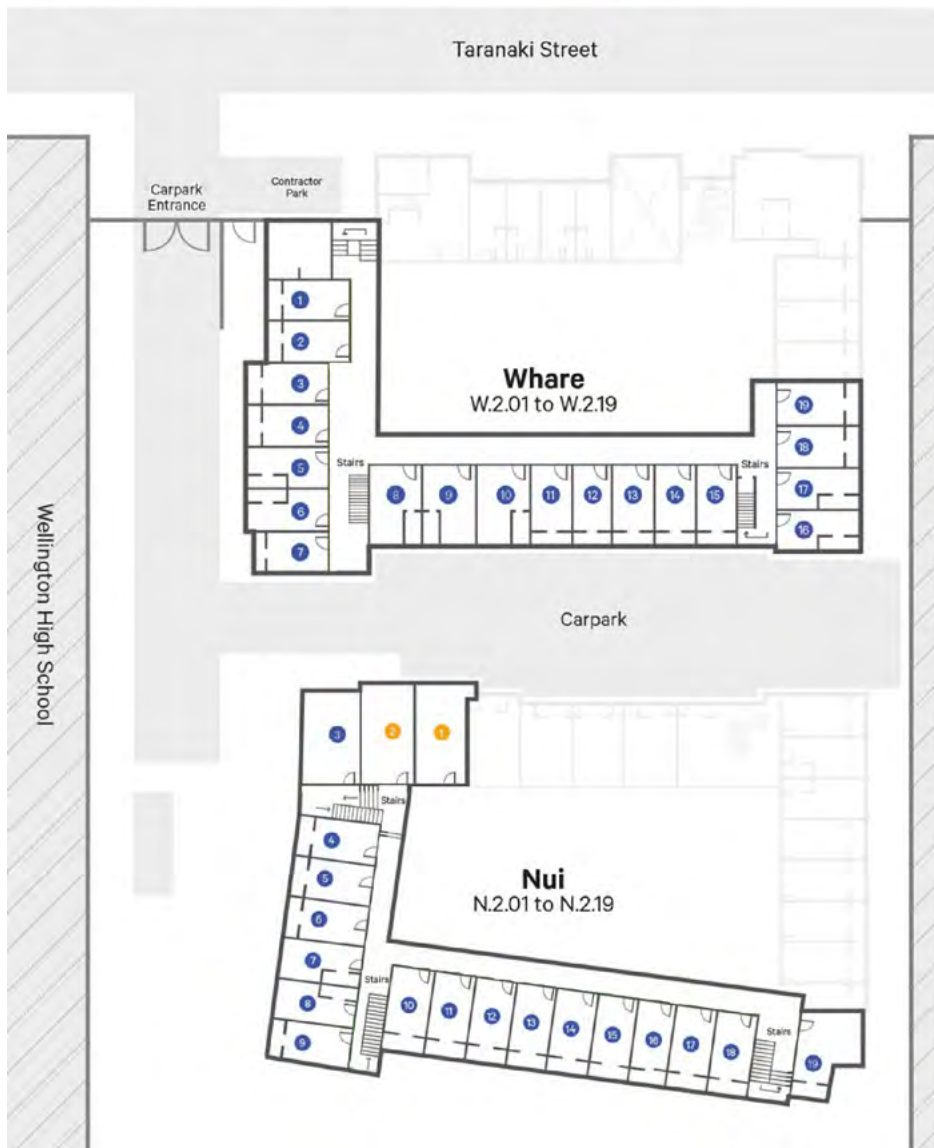 Taranaki Street
Carpark
Entrance
Contractor
Park
1
2
3
4
5
6
7
Whare
W.2.01 to W.2.19
Stairs
8
9
10
11
12
13
14
15
Stairs
19
18
17
16
Wellington High School
Carpark
3
2
1
Stairs
4
5
6
7
8
9
Nui
N.2.01 to N.2.19
Stairs
10
11
12
13
14
15
16
17
18
Stairs
19